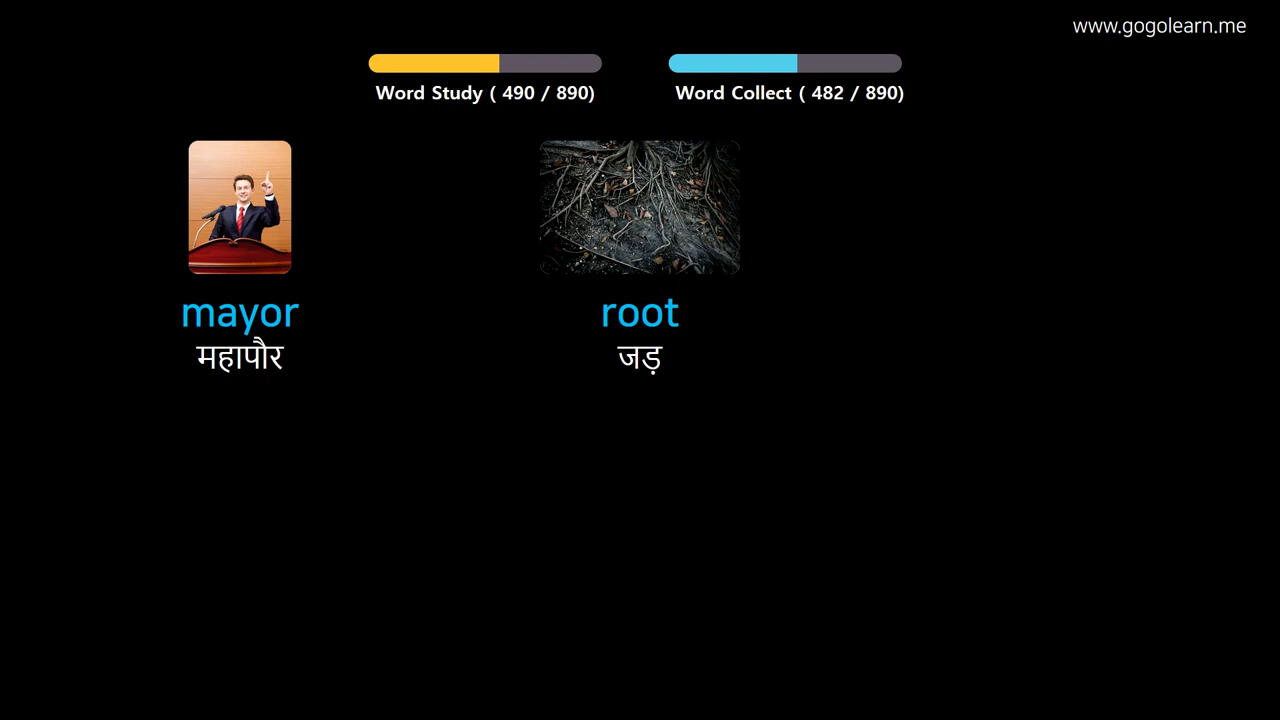 www.gogolearn.me
Word Study ( 490 / 890)
Word Collect ( 482 / 890)
mayor
महापौर
root
जड़